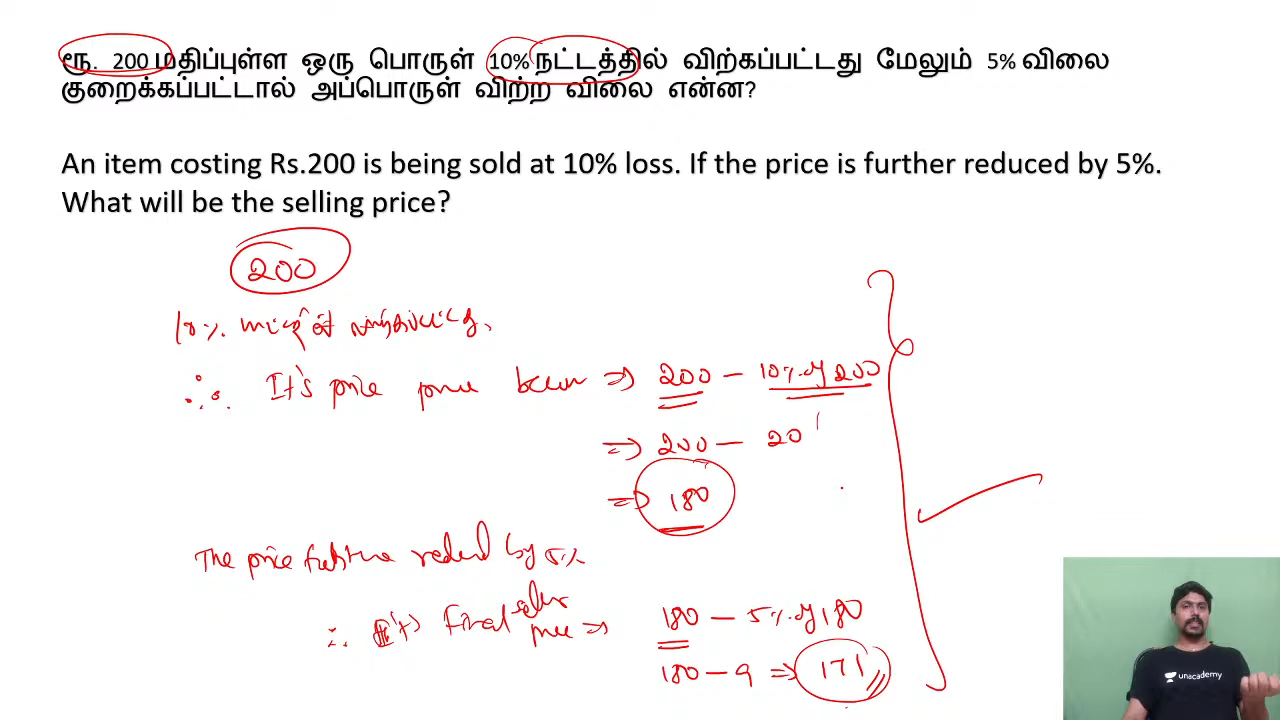 ரூ. 200 மதிப்புள்ள ஒரு பொருள் 10% நட்டத்தில் விற்கப்பட்டது மேலும் 5% விலை
குறைக்கப்பட்டால் அப்பொருள் விற்ற விலை என்ன?
An item costing Rs.200 is being sold at 10% loss. If the price is further reduced by 5%.
What will be the selling price?
200
10%
∴ It's price price ⇒ 200 - 10% of 200
⇒ 200 - 20
⇒ 180
The price by 5%
∴ Final ⇒ 180 - 5% of 180
180 - 9 ⇒ 171
unacademy